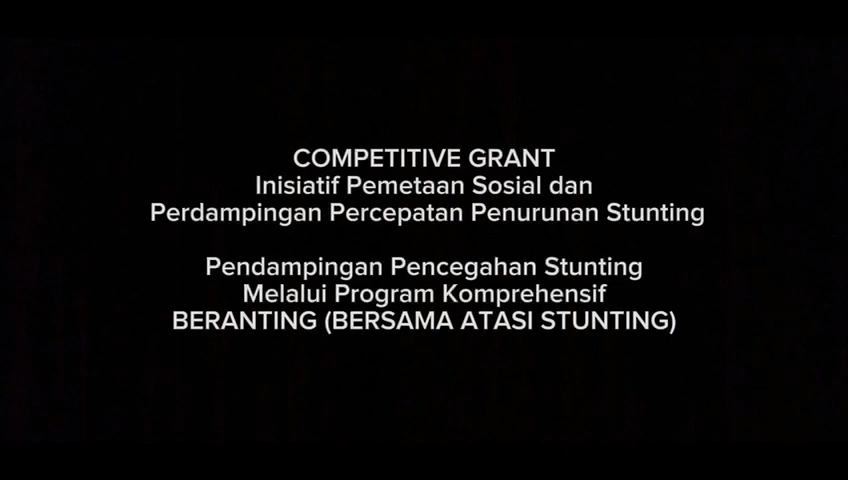 COMPETITIVE GRANT
Inisiatif Pemetaan Sosial dan
Perdampingan Percepatan Penurunan Stunting
Pendampingan Pencegahan Stunting
Melalui Program Komprehensif
BERANTING (BERSAMA ATASI STUNTING)